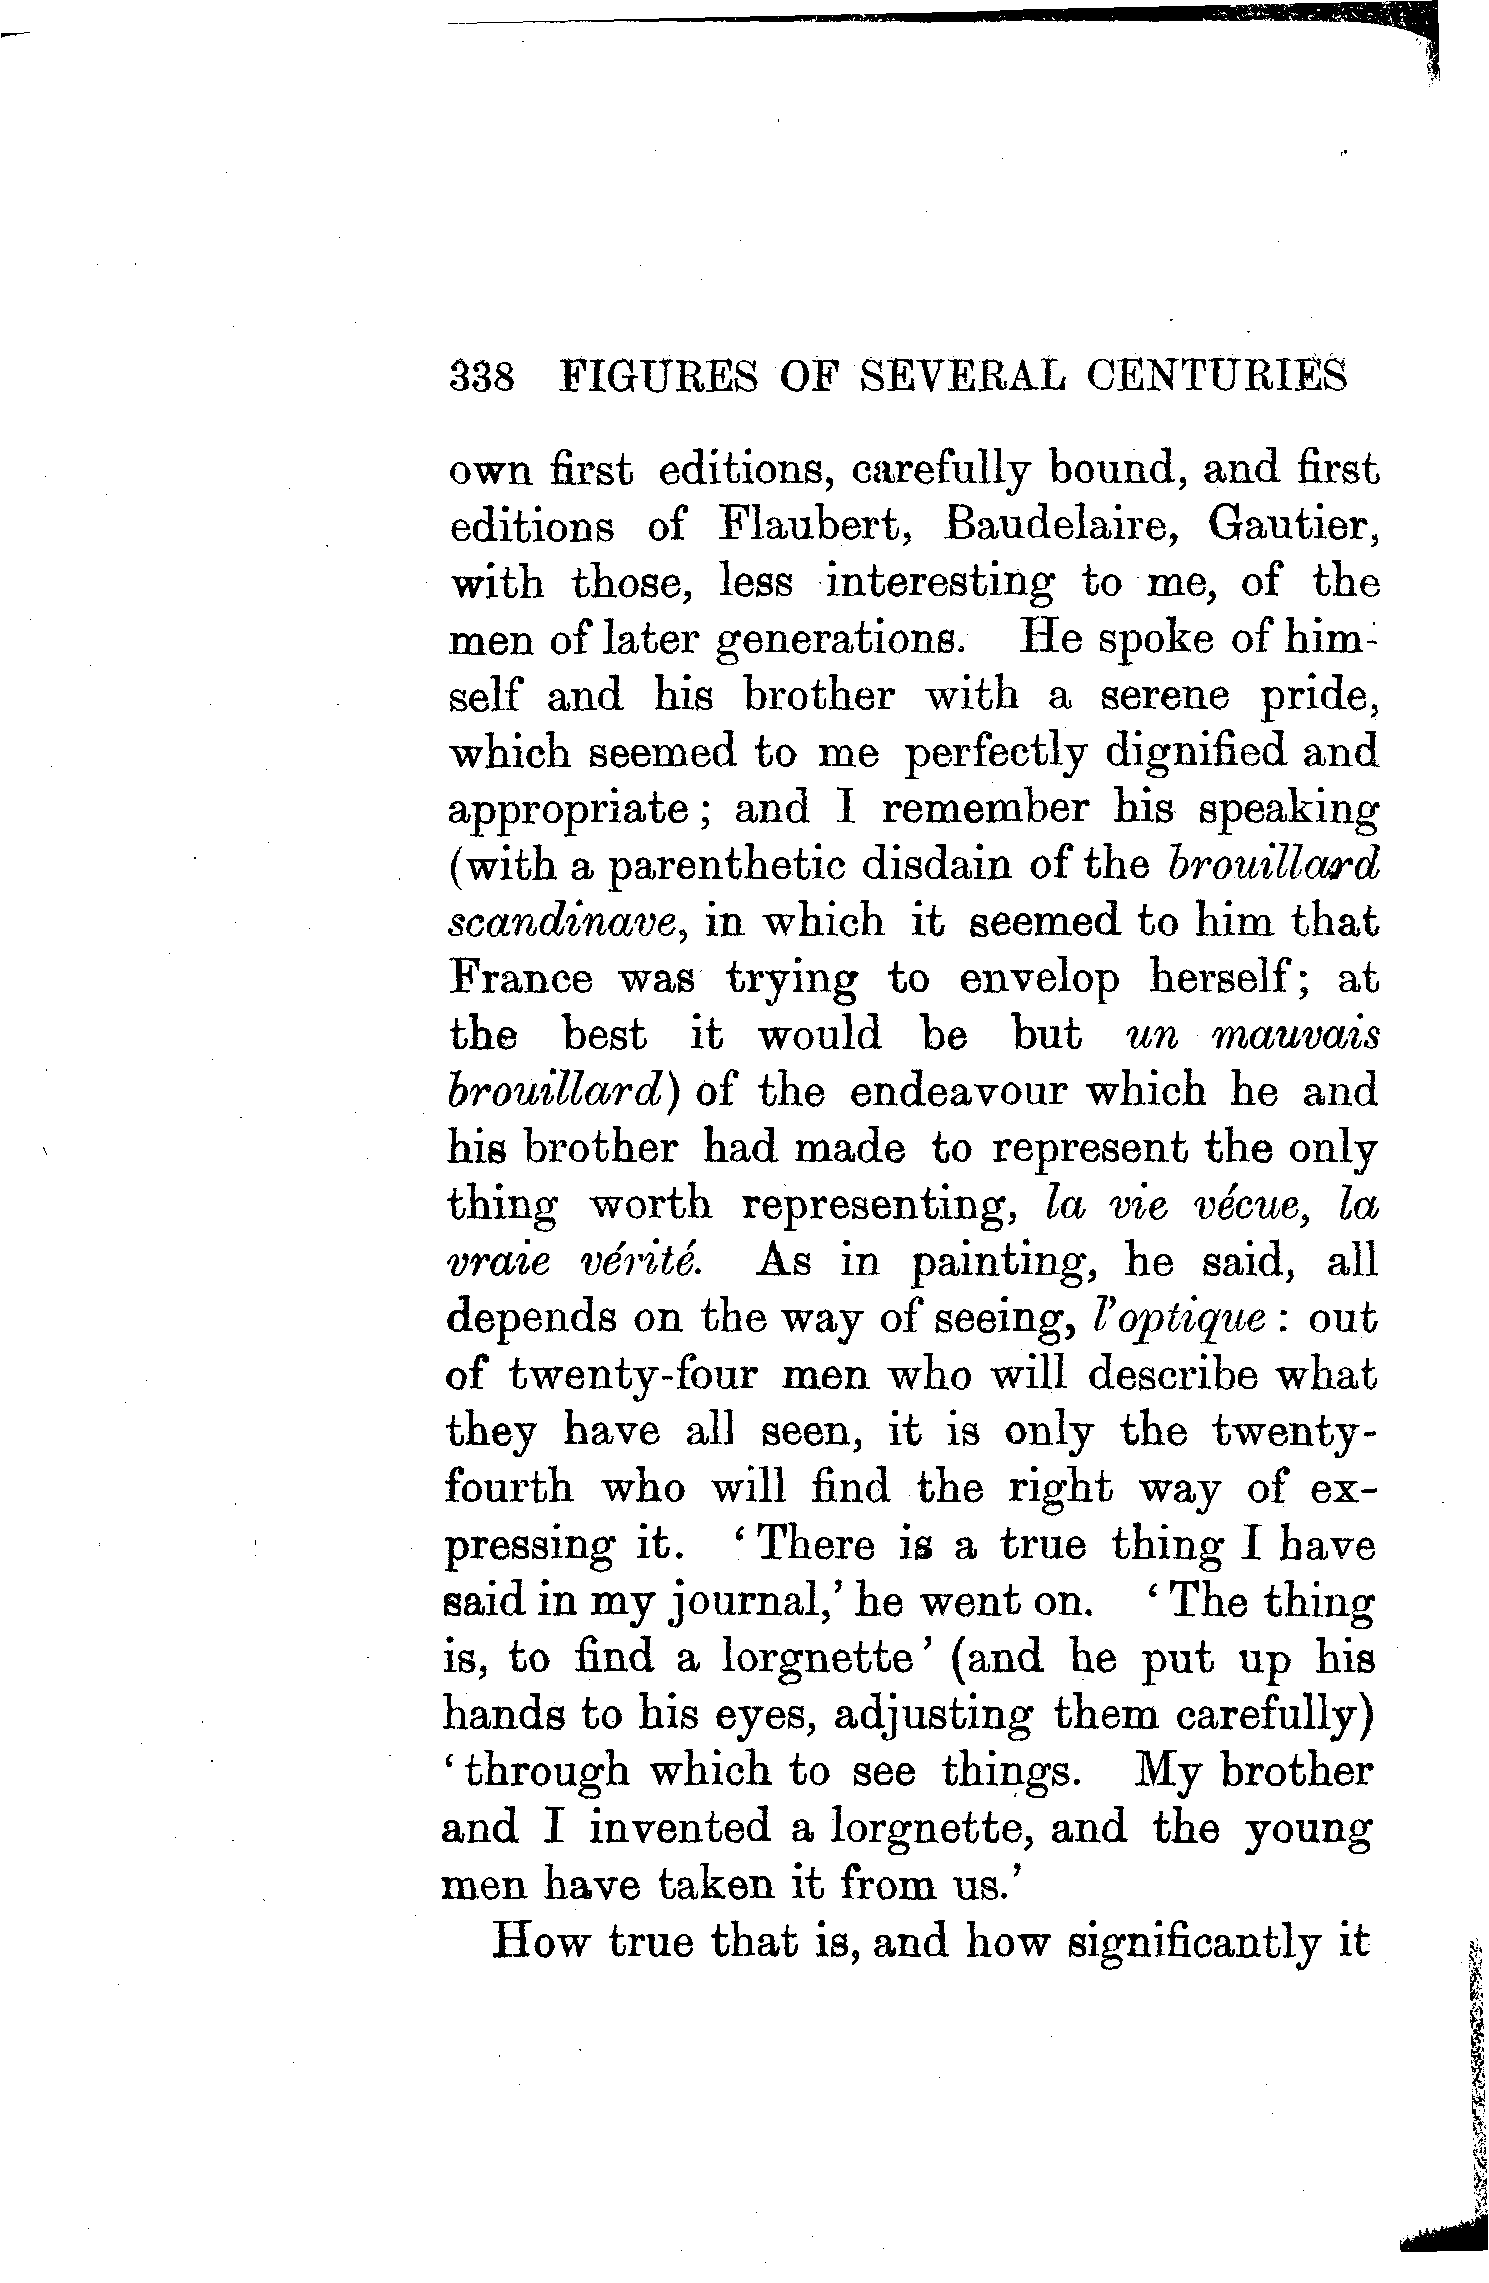 338 FIGURES OF SEVERAL CENTURIES
own first editions, carefully bound, and first
editions of Flaubert, Baudelaire, Gautier,
with those, less interesting to me, of the
men of later generations. He spoke of him-
self and his brother with a serene pride,
which seemed to me perfectly dignified and
appropriate; and I remember his speaking
(with a parenthetic disdain of the brouillard
scandinave, in which it seemed to him that
France was trying to envelop herself; at
the best it would be but un mauvais
brouillard) of the endeavour which he and
his brother had made to represent the only
thing worth representing, la vie vécue, la
vraie vérité. As in painting, he said, all
depends on the way of seeing, l'optique: out
of twenty-four men who will describe what
they have all seen, it is only the twenty-
fourth who will find the right way of ex-
pressing it. 'There is a true thing I have
said in my journal,' he went on. 'The thing
is, to find a lorgnette' (and he put up his
hands to his eyes, adjusting them carefully)
'through which to see things. My brother
and I invented a lorgnette, and the young
men have taken it from us.'
How true that is, and how significantly it